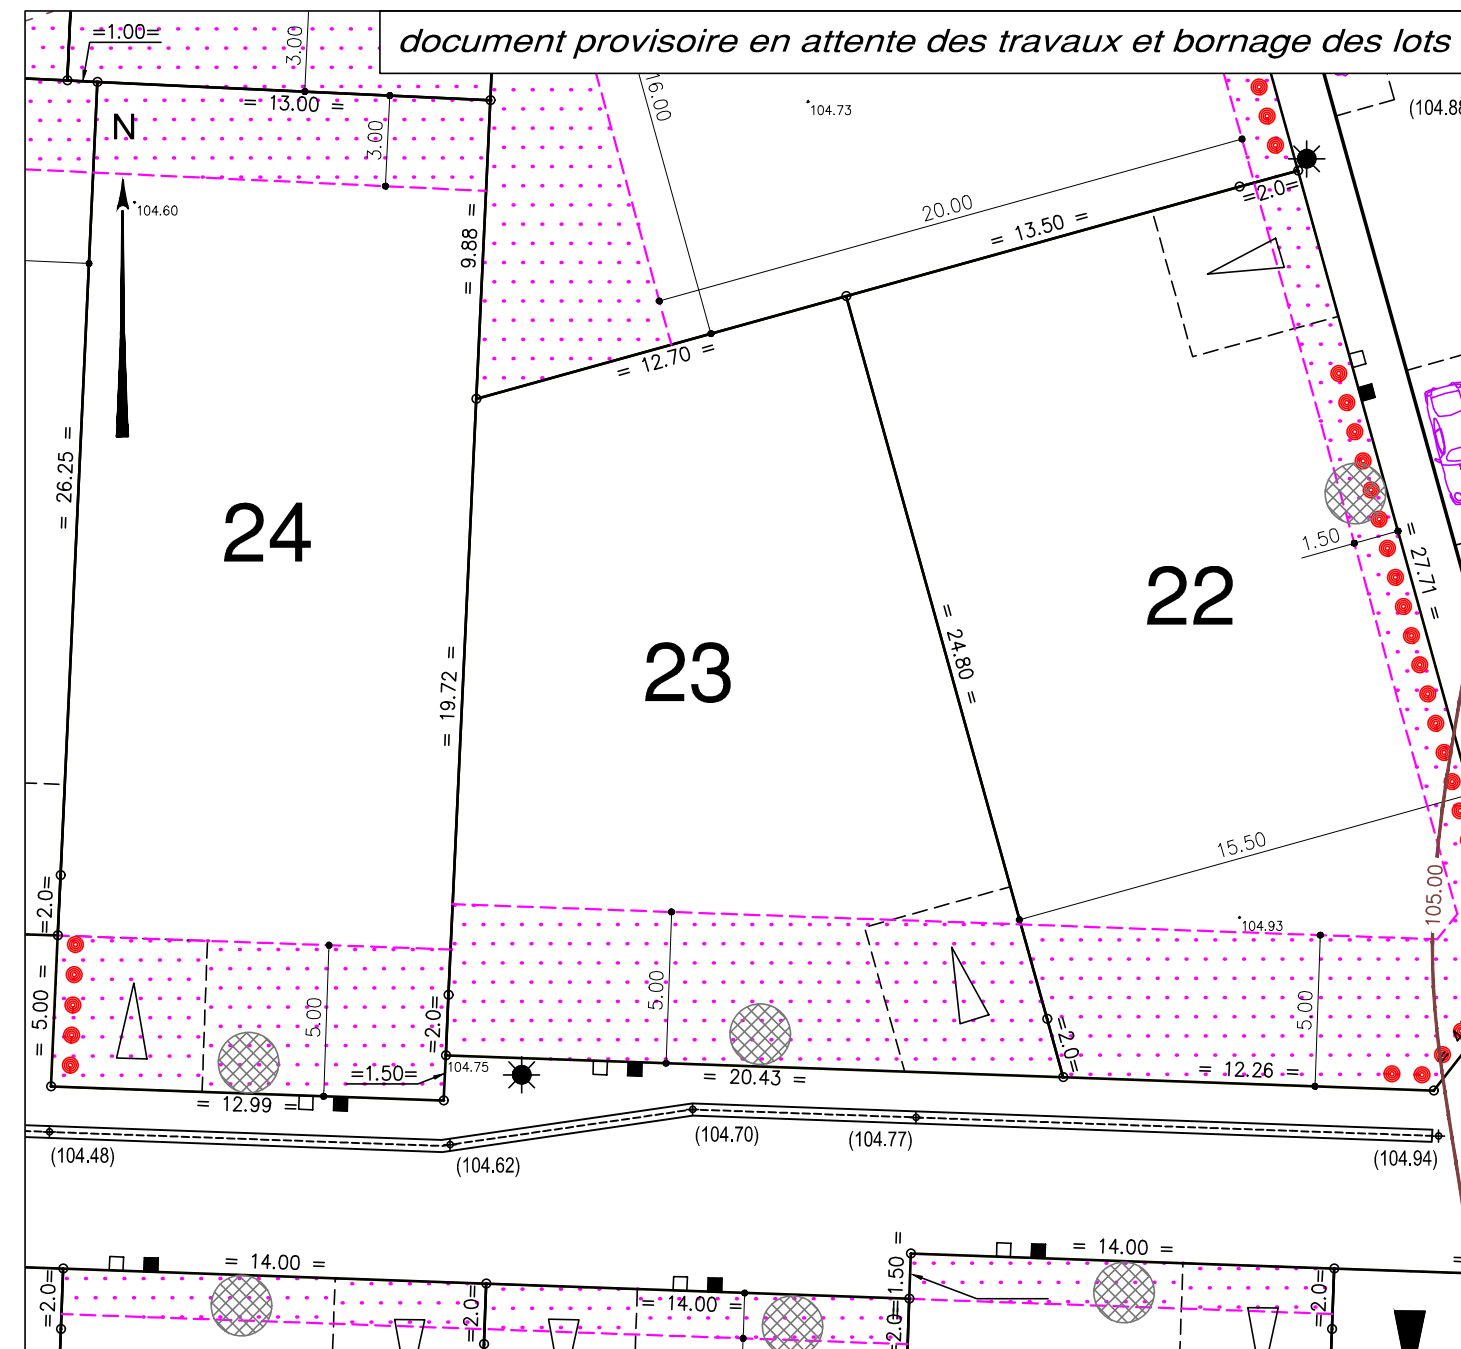 document provisoire en attente des travaux et bornage des lots
=1.00=
3.00
= 13.00 =
3.00
16.00
104.73
N
104.60
20.00
= 13.50 =
=2.0=
= 9.88 =
= 12.70 =
= 26.25 =
24
23
22
1.50
= 27.71 =
= 24.80 =
= 19.72 =
15.50
105.00
104.93
=2.0=
= 5.00 =
5.00
=2.0=
5.00
5.00
=1.50=
104.75
=2.0=
= 12.99 =
= 20.43 =
= 12.26 =
(104.48)
(104.62)
(104.70)
(104.77)
(104.94)
= 14.00 =
= 14.00 =
= 14.00 =
=1.50=
=2.0=
=2.0=
=2.0=
=2.0=